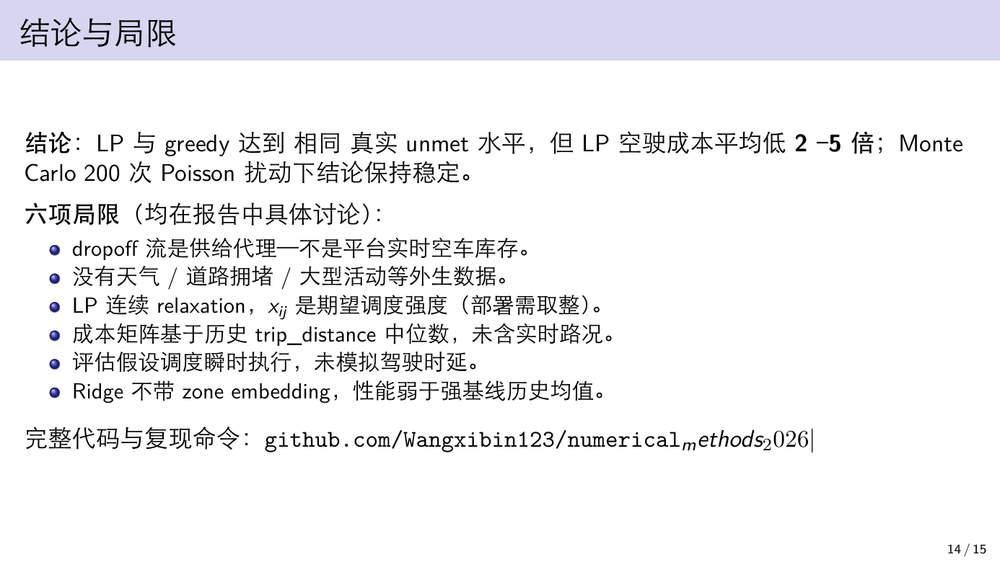 结论与局限
结论：LP 与 greedy 达到 相同 真实 unmet 水平，但 LP 空驶成本平均低 2 –5 倍；Monte
Carlo 200 次 Poisson 扰动下结论保持稳定。
六项局限（均在报告中具体讨论）：
dropoff 流是供给代理—不是平台实时空车库存。
没有天气 / 道路拥堵 / 大型活动等外生数据。
LP 连续 relaxation，x_ij 是期望调度强度（部署需取整）。
成本矩阵基于历史 trip_distance 中位数，未含实时路况。
评估假设调度瞬时执行，未模拟驾驶时延。
Ridge 不带 zone embedding，性能弱于强基线历史均值。
完整代码与复现命令：github.com/Wangxibin123/numerical_methods_2026|
14 / 15